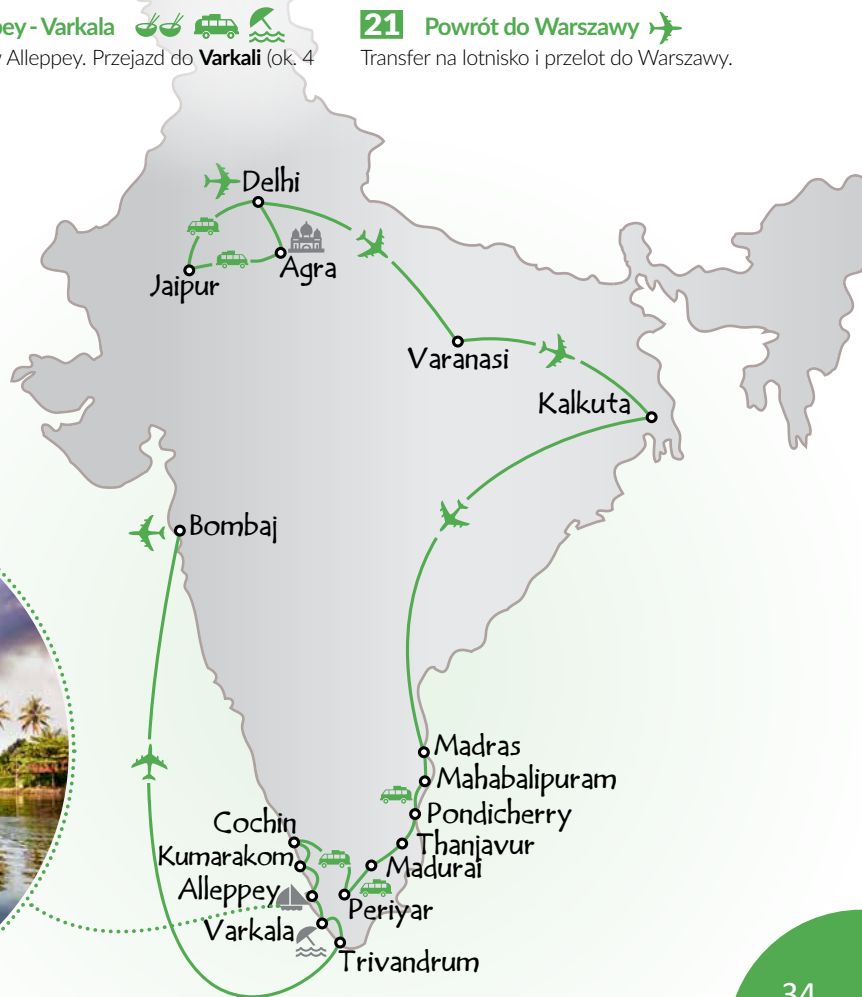 pey - Varkala
Alleppey. Przejazd do Varkali (ok. 4
21 Powrót do Warszawy
Transfer na lotnisko i przelot do Warszawy.
Delhi
Agra
Jaipur
Varanasi
Kalkuta
Bombaj
Madras
Mahabalipuram
Pondicherry
Thanjavur
Madurai
Periyar
Cochin
Kumarakom
Alleppey
Varkala
Trivandrum
34